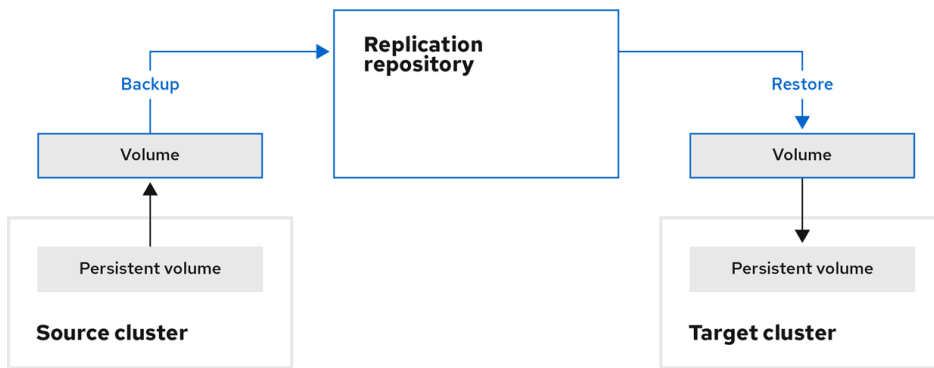 Replication
repository
Backup
Restore
Volume
Volume
Persistent volume
Persistent volume
Source cluster
Target cluster